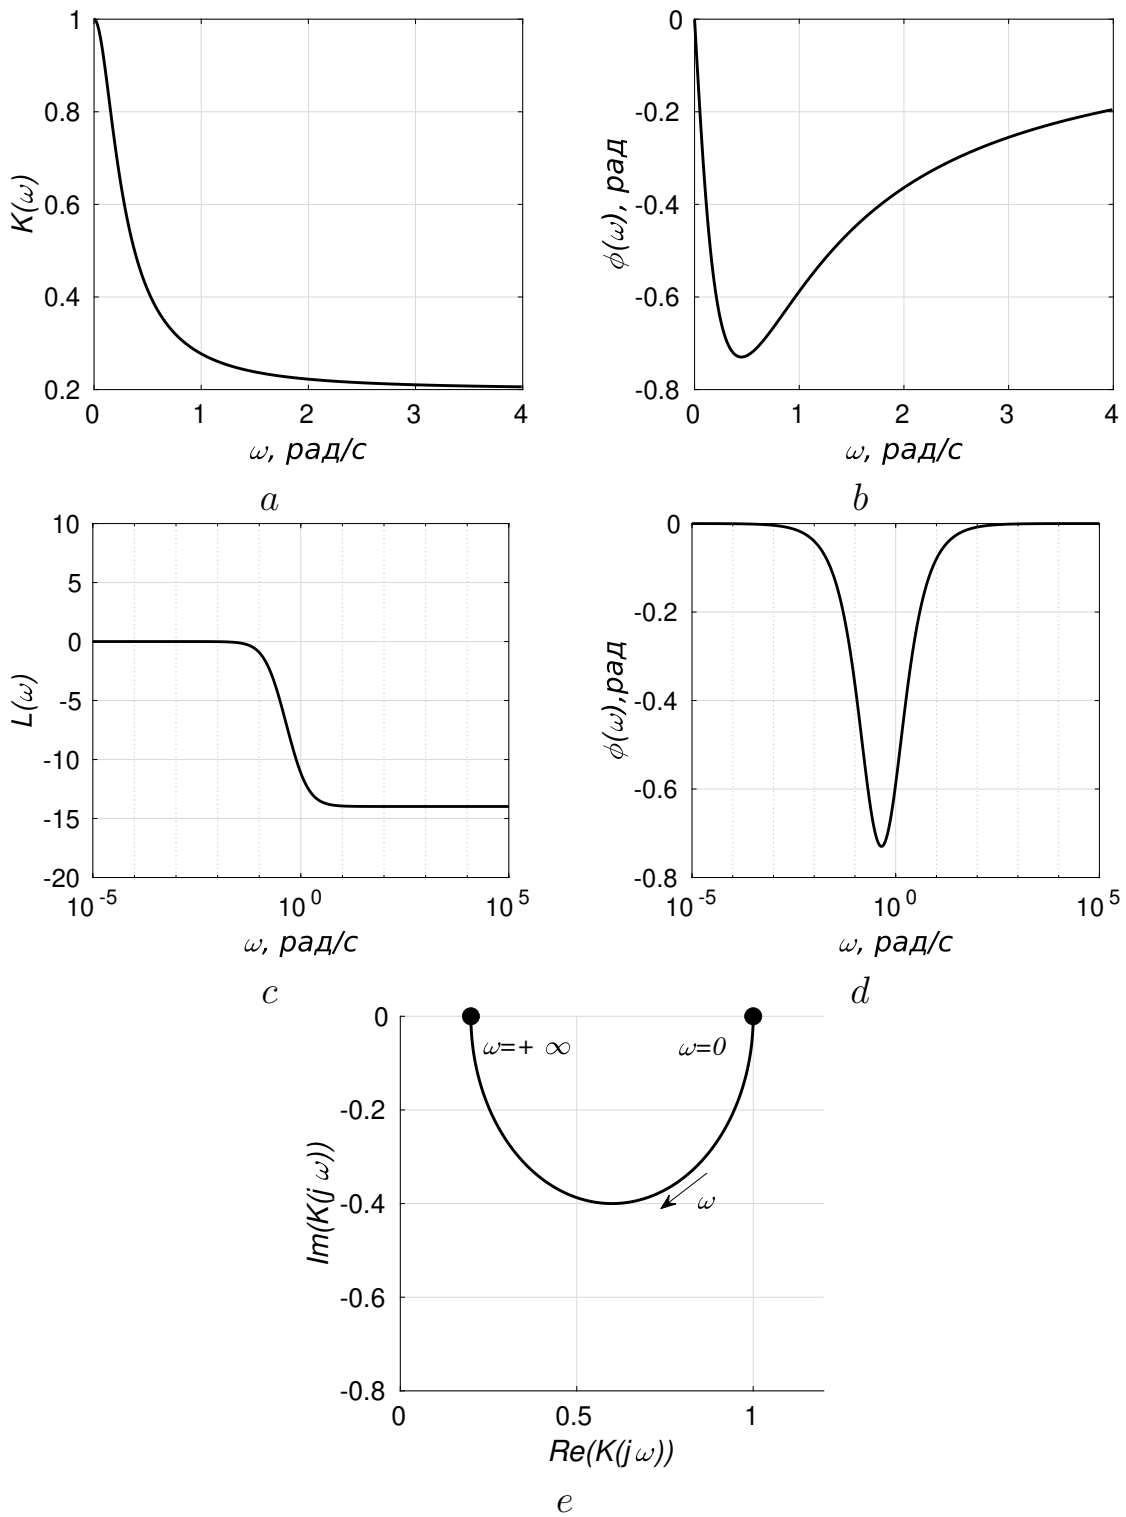 1
0.8
0.6
0.4
0.2
K(ω)
0 1 2 3 4
ω, рад/с
a
0
-0.2
-0.4
-0.6
-0.8
ϕ(ω), рад
0 1 2 3 4
ω, рад/с
b
10
5
0
-5
-10
-15
-20
L(ω)
10^-5 10^0 10^5
ω, рад/с
c
0
-0.2
-0.4
-0.6
-0.8
ϕ(ω),рад
10^-5 10^0 10^5
ω, рад/с
d
0
-0.2
-0.4
-0.6
-0.8
Im(K(j ω))
ω=+ ∞ ω=0
ω
0 0.5 1
Re(K(j ω))
e